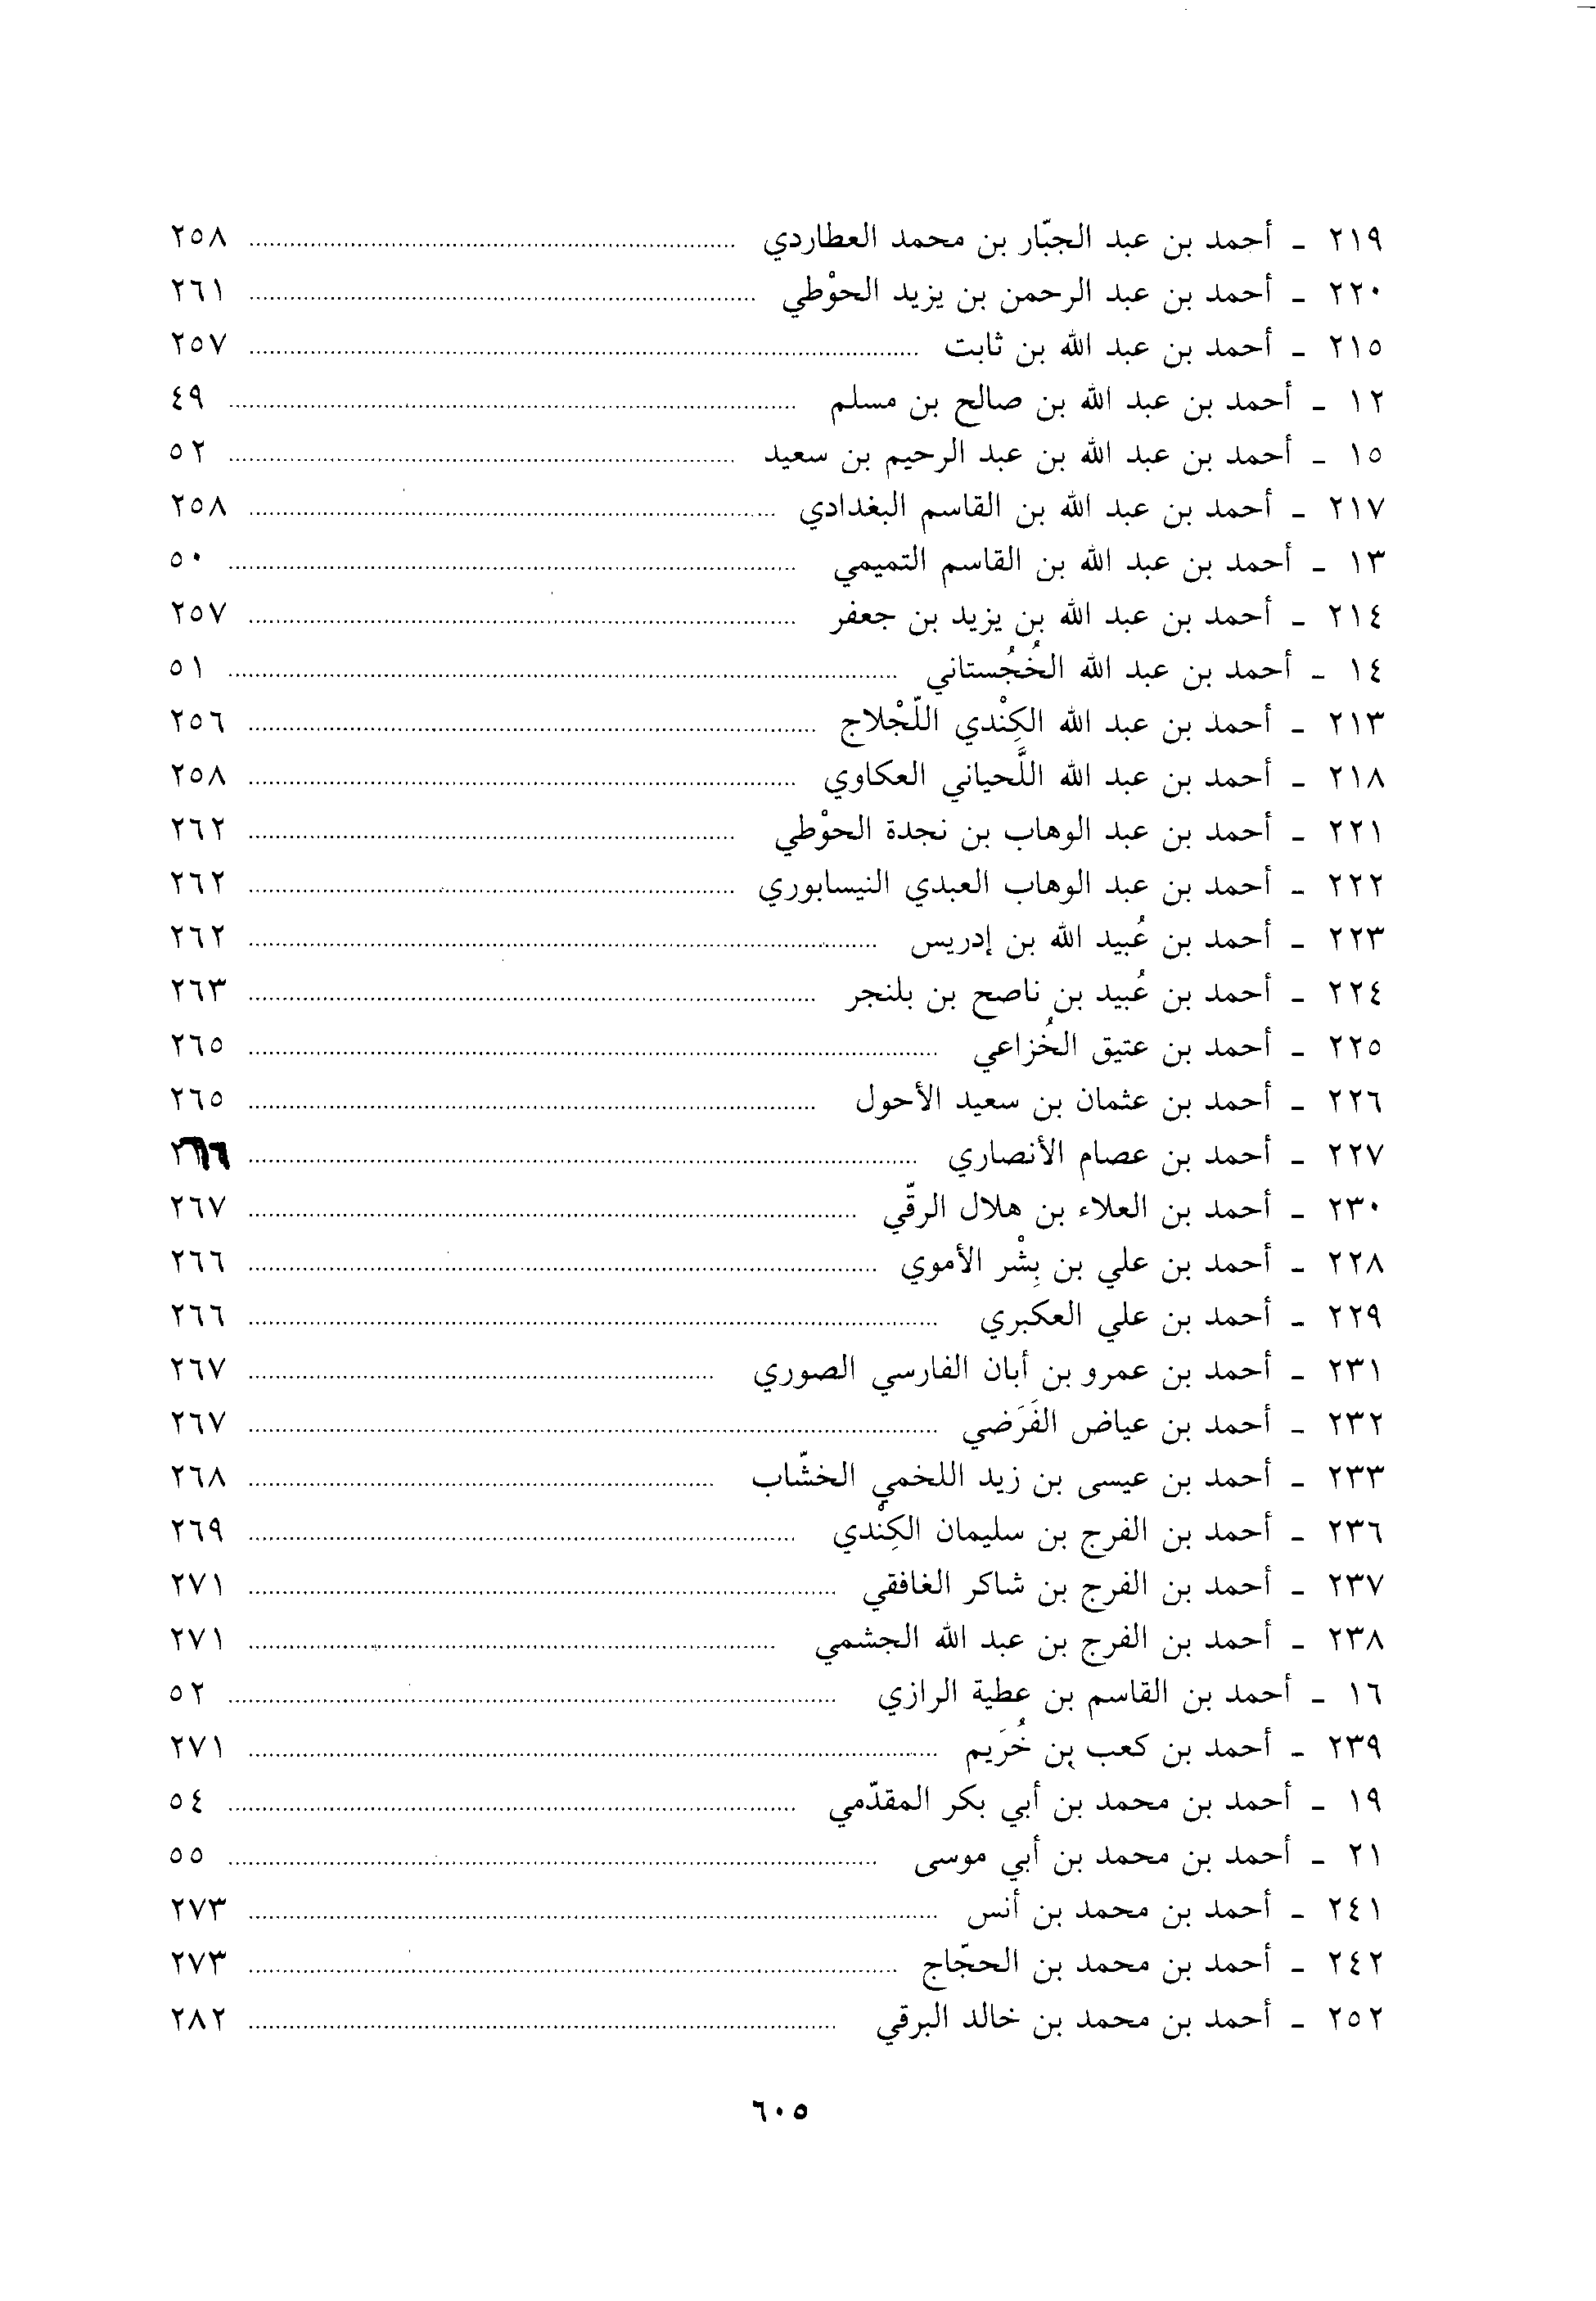 ٢١٩ - أحمد بن عبد الجبّار بن محمد العطاردي ........ ٢٥٨
٢٢٠ - أحمد بن عبد الرحمن بن يزيد الحوْطي ........ ٢٦١
٢١٥ - أحمد بن عبد الله بن ثابت ........ ٢٥٧
١٢ - أحمد بن عبد الله بن صالح بن مسلم ........ ٤٩
١٥ - أحمد بن عبد الله بن عبد الرحيم بن سعيد ........ ٥٢
٢١٧ - أحمد بن عبد الله بن القاسم البغدادي ........ ٢٥٨
١٣ - أحمد بن عبد الله بن القاسم التميمي ........ ٥٠
٢١٤ - أحمد بن عبد الله بن يزيد بن جعفر ........ ٢٥٧
١٤ - أحمد بن عبد الله الخُجُستاني ........ ٥١
٢١٣ - أحمد بن عبد الله الكِنْدي اللّجْلاج ........ ٢٥٦
٢١٨ - أحمد بن عبد الله اللَّحياني العكاوي ........ ٢٥٨
٢٢١ - أحمد بن عبد الوهاب بن نجدة الحوْطي ........ ٢٦٢
٢٢٢ - أحمد بن عبد الوهاب العبدي النيسابوري ........ ٢٦٢
٢٢٣ - أحمد بن عُبيد الله بن إدريس ........ ٢٦٢
٢٢٤ - أحمد بن عُبيد بن ناصح بن بلنجر ........ ٢٦٣
٢٢٥ - أحمد بن عتيق الخُزاعي ........ ٢٦٥
٢٢٦ - أحمد بن عثمان بن سعيد الأحول ........ ٢٦٥
٢٢٧ - أحمد بن عصام الأنصاري ........ ٢٦٦
٢٣٠ - أحمد بن العلاء بن هلال الرقّي ........ ٢٦٧
٢٢٨ - أحمد بن علي بن بِشْر الأموي ........ ٢٦٦
٢٢٩ - أحمد بن علي العكبري ........ ٢٦٦
٢٣١ - أحمد بن عمرو بن أبان الفارسي الصوري ........ ٢٦٧
٢٣٢ - أحمد بن عياض الفَرَضي ........ ٢٦٧
٢٣٣ - أحمد بن عيسى بن زيد اللخمي الخشّاب ........ ٢٦٨
٢٣٦ - أحمد بن الفرج بن سليمان الكِنْدي ........ ٢٦٩
٢٣٧ - أحمد بن الفرج بن شاكر الغافقي ........ ٢٧١
٢٣٨ - أحمد بن الفرج بن عبد الله الجشمي ........ ٢٧١
١٦ - أحمد بن القاسم بن عطية الرازي ........ ٥٢
٢٣٩ - أحمد بن كعب بن خُرَيم ........ ٢٧١
١٩ - أحمد بن محمد بن أبي بكر المقدّمي ........ ٥٤
٢١ - أحمد بن محمد بن أبي موسى ........ ٥٥
٢٤١ - أحمد بن محمد بن أنس ........ ٢٧٣
٢٤٢ - أحمد بن محمد بن الحجّاج ........ ٢٧٣
٢٥٢ - أحمد بن محمد بن خالد البرقي ........ ٢٨٢
٦٠٥